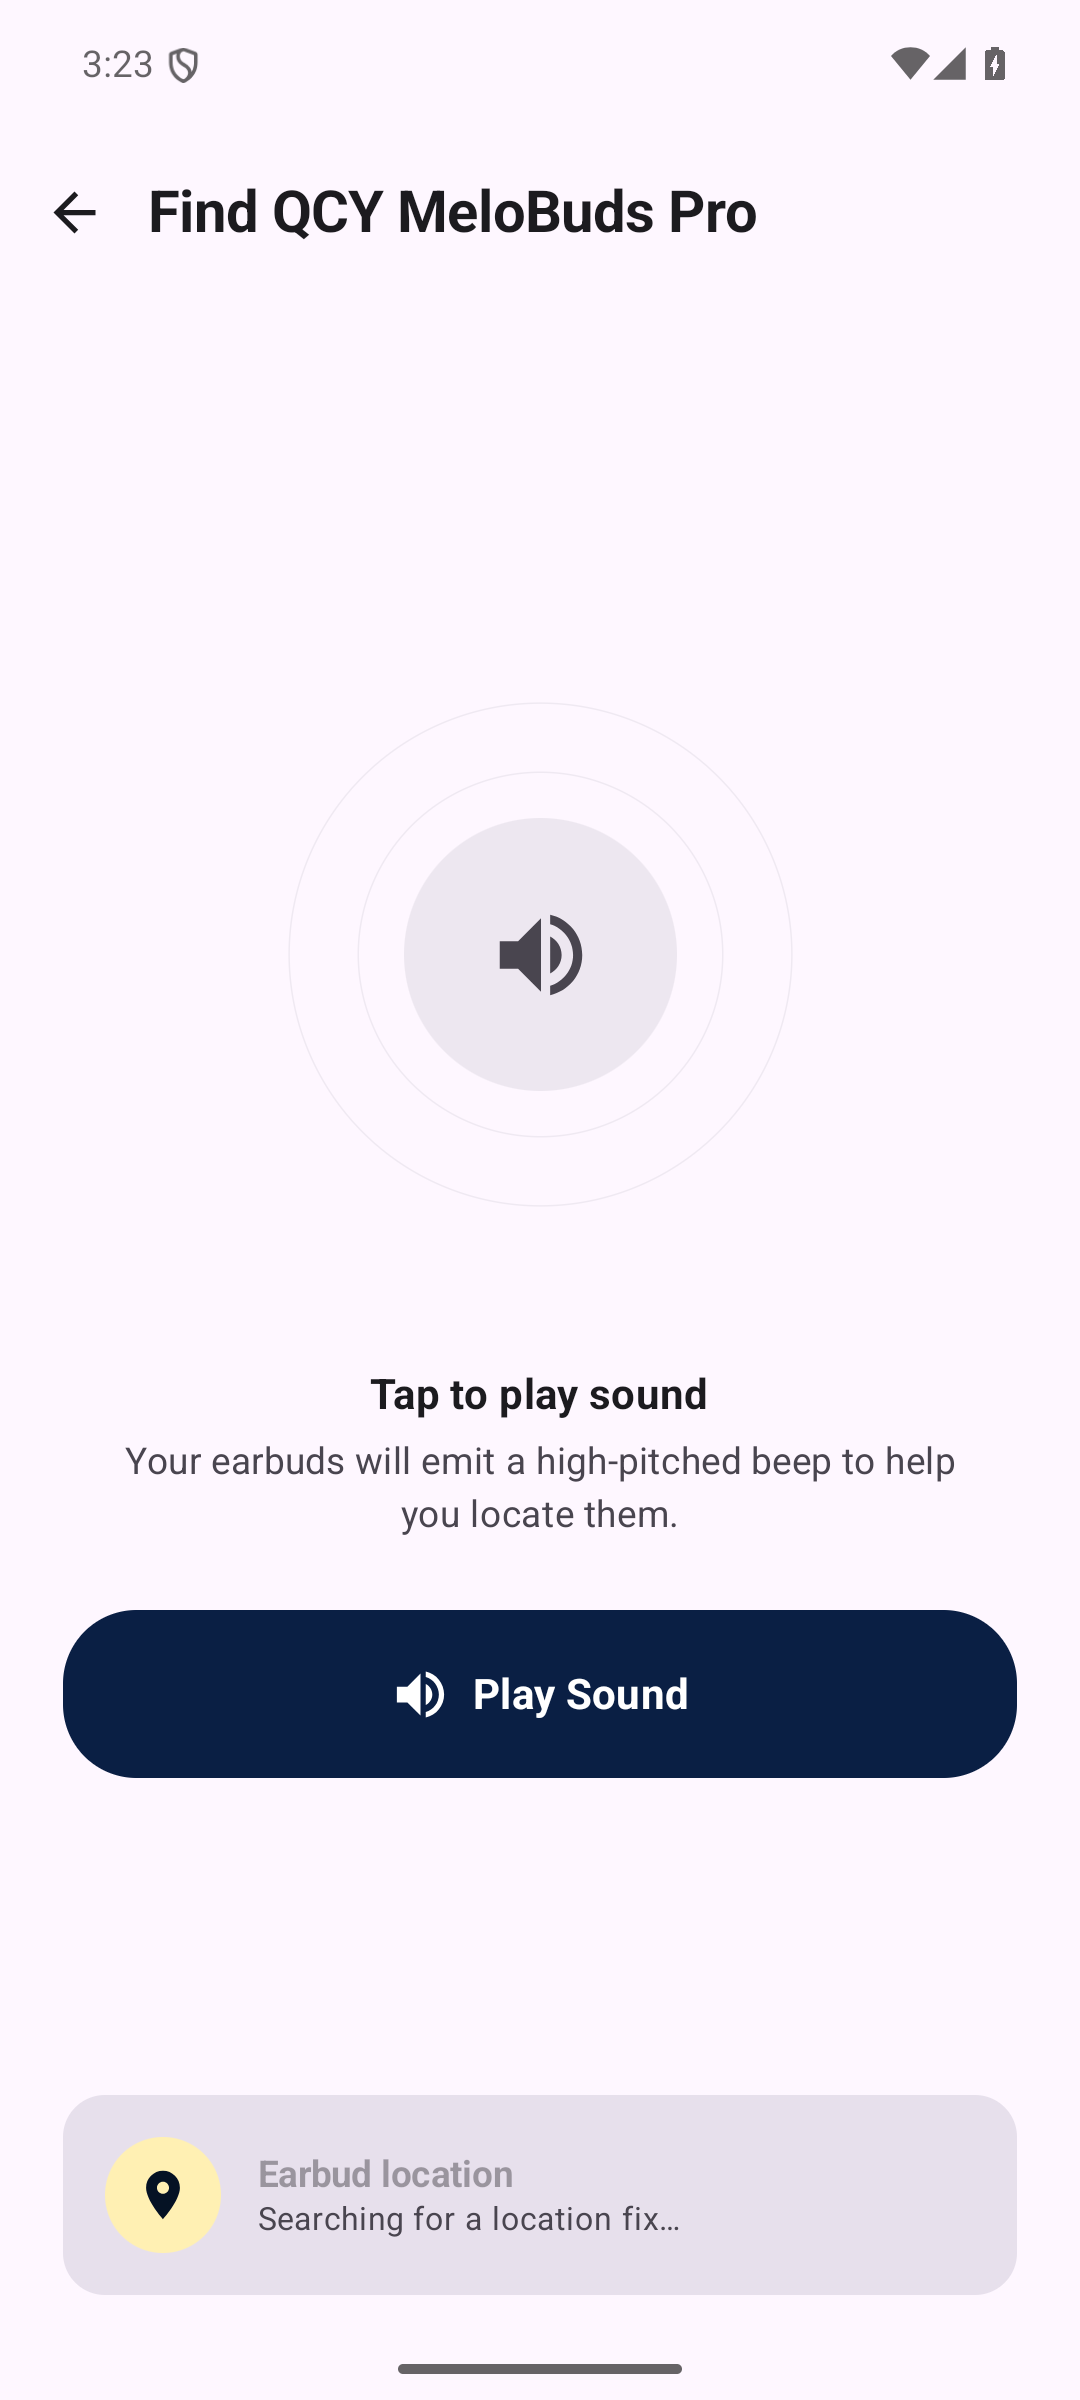 3:23
Find QCY MeloBuds Pro
Tap to play sound
Your earbuds will emit a high-pitched beep to help
you locate them.
Play Sound
Earbud location
Searching for a location fix…